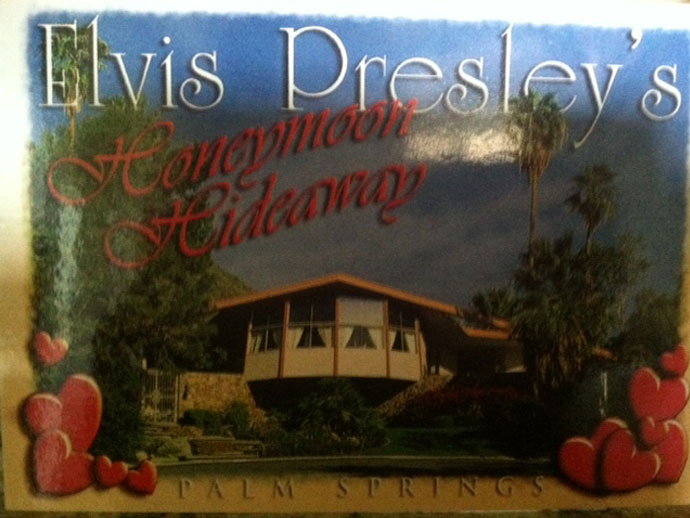 Elvis Presley's
Honeymoon
Hideaway
PALM SPRINGS